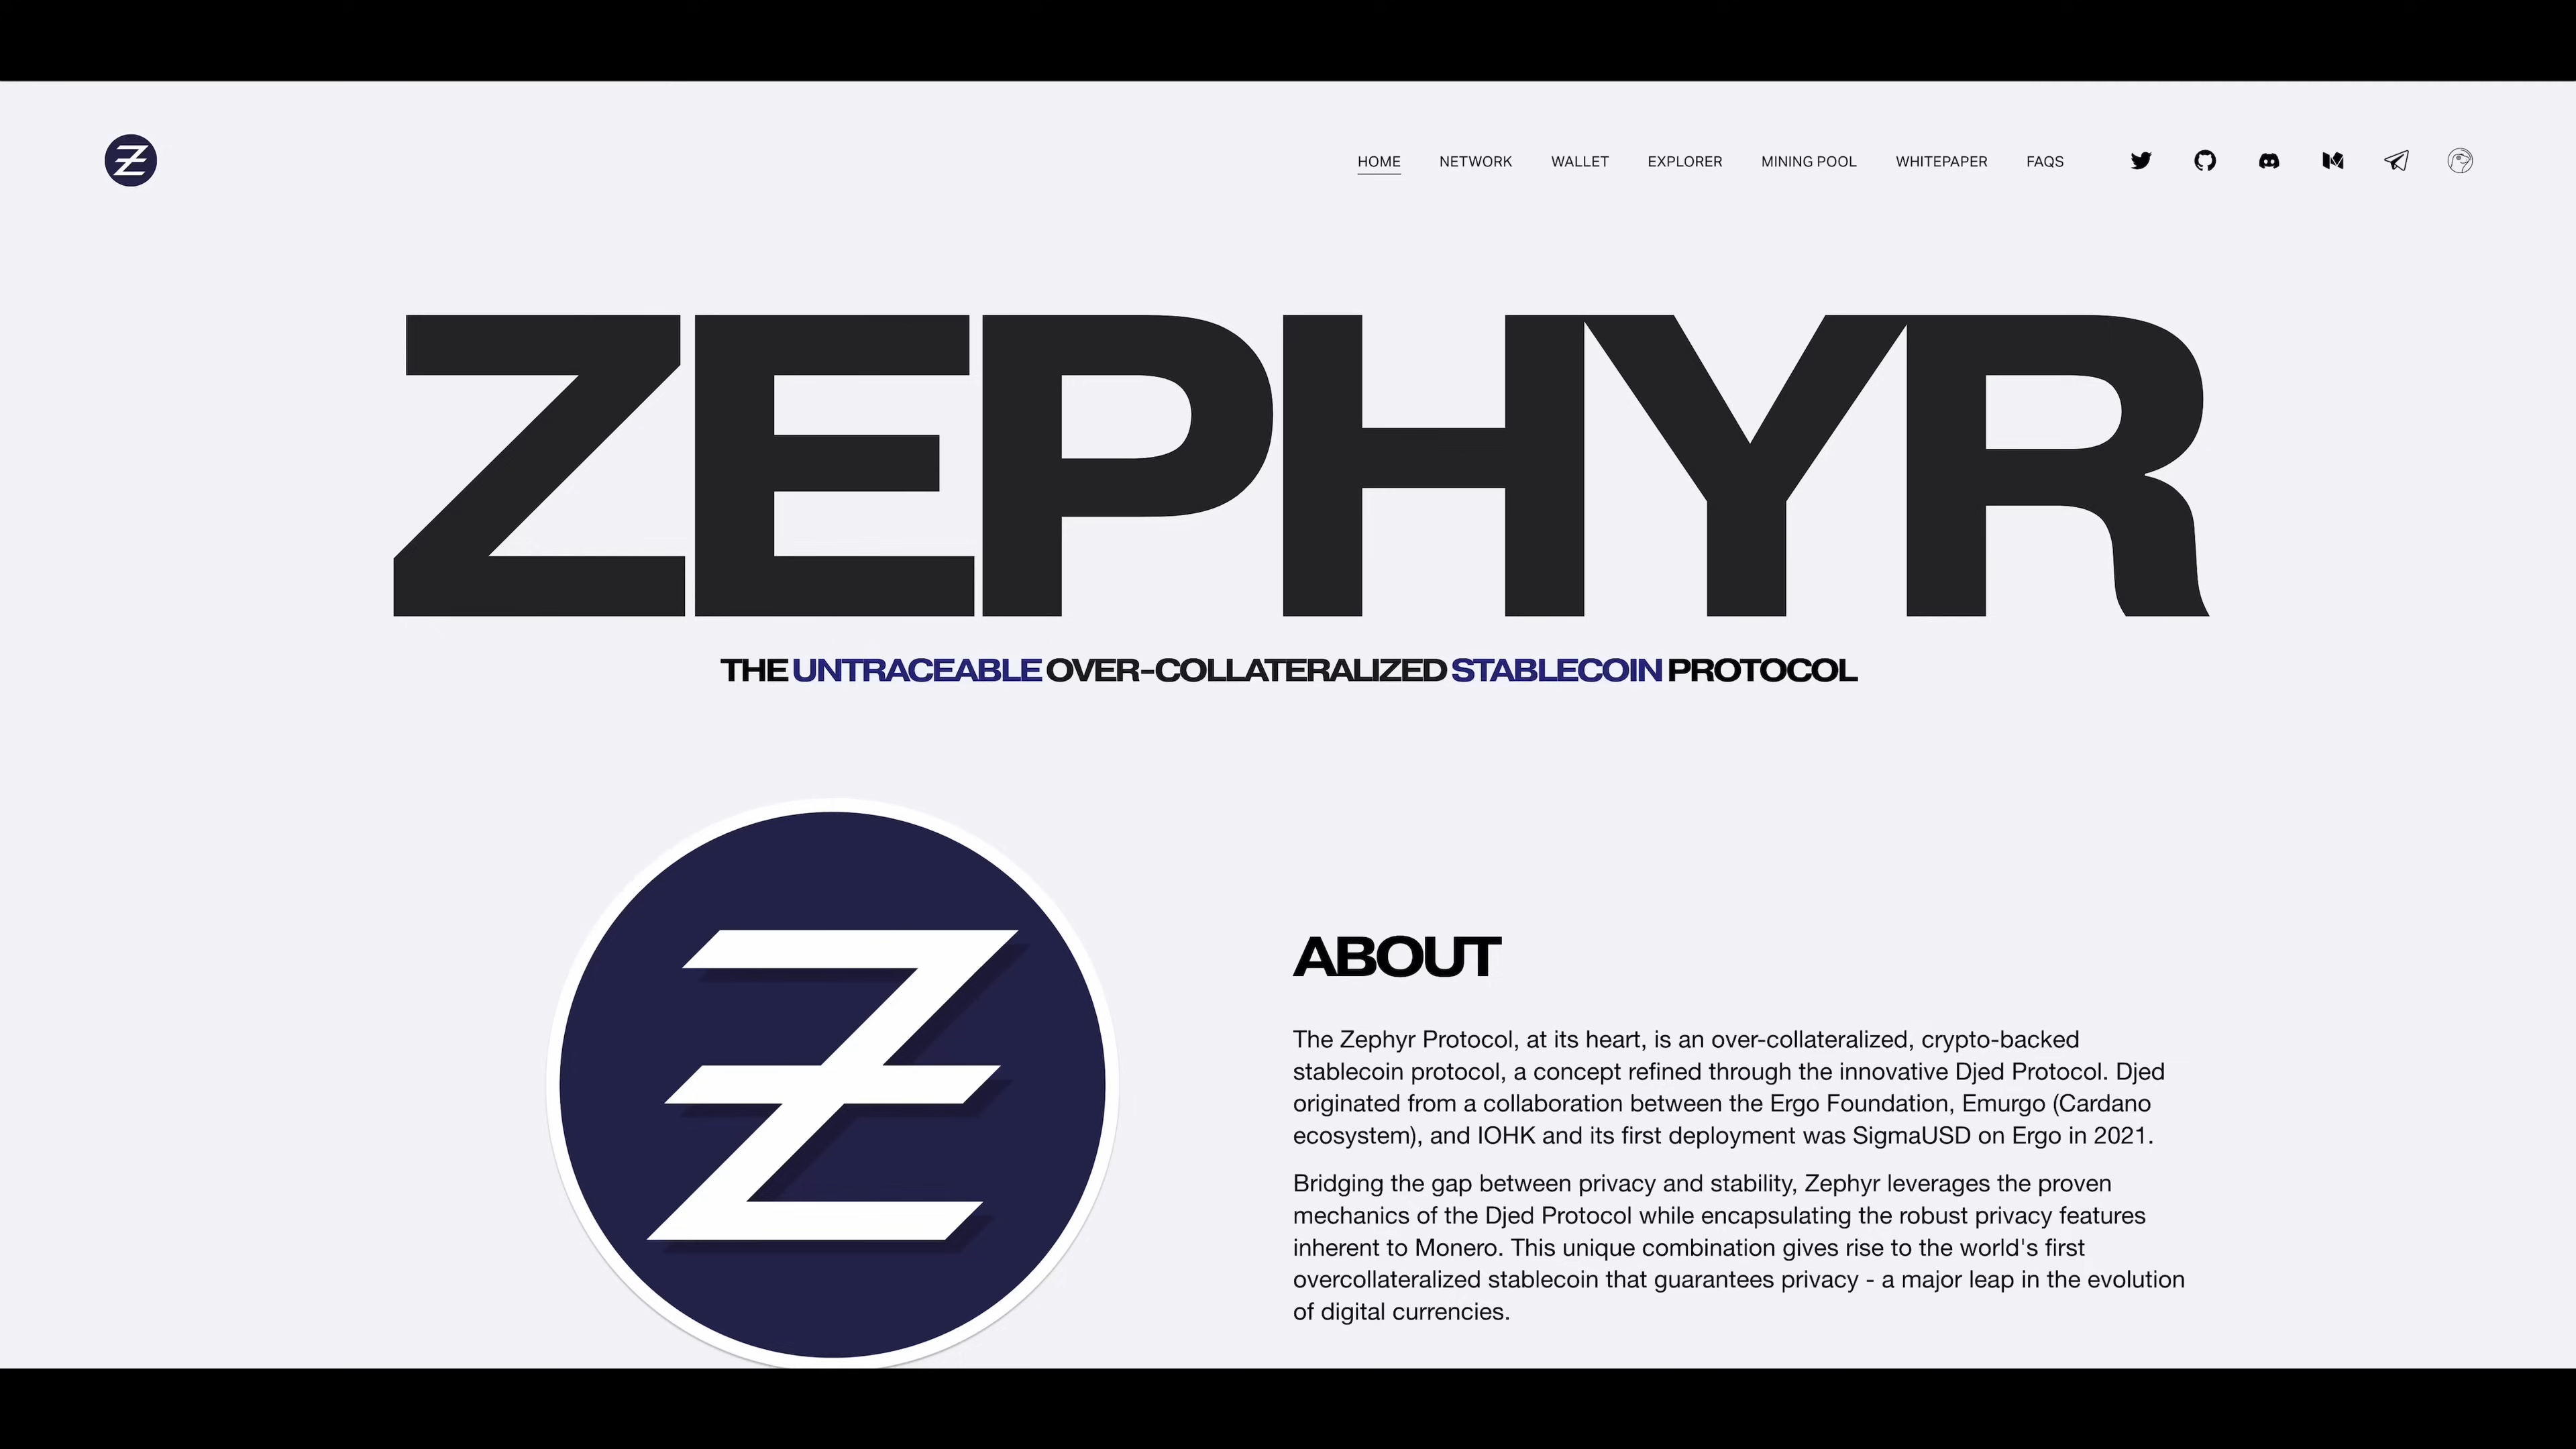 HOME NETWORK WALLET EXPLORER MINING POOL WHITEPAPER FAQS
ZEPHYR
THE UNTRACEABLE OVER-COLLATERALIZED STABLECOIN PROTOCOL
ABOUT
The Zephyr Protocol, at its heart, is an over-collateralized, crypto-backed
stablecoin protocol, a concept refined through the innovative Djed Protocol. Djed
originated from a collaboration between the Ergo Foundation, Emurgo (Cardano
ecosystem), and IOHK and its first deployment was SigmaUSD on Ergo in 2021.
Bridging the gap between privacy and stability, Zephyr leverages the proven
mechanics of the Djed Protocol while encapsulating the robust privacy features
inherent to Monero. This unique combination gives rise to the world's first
overcollateralized stablecoin that guarantees privacy - a major leap in the evolution
of digital currencies.